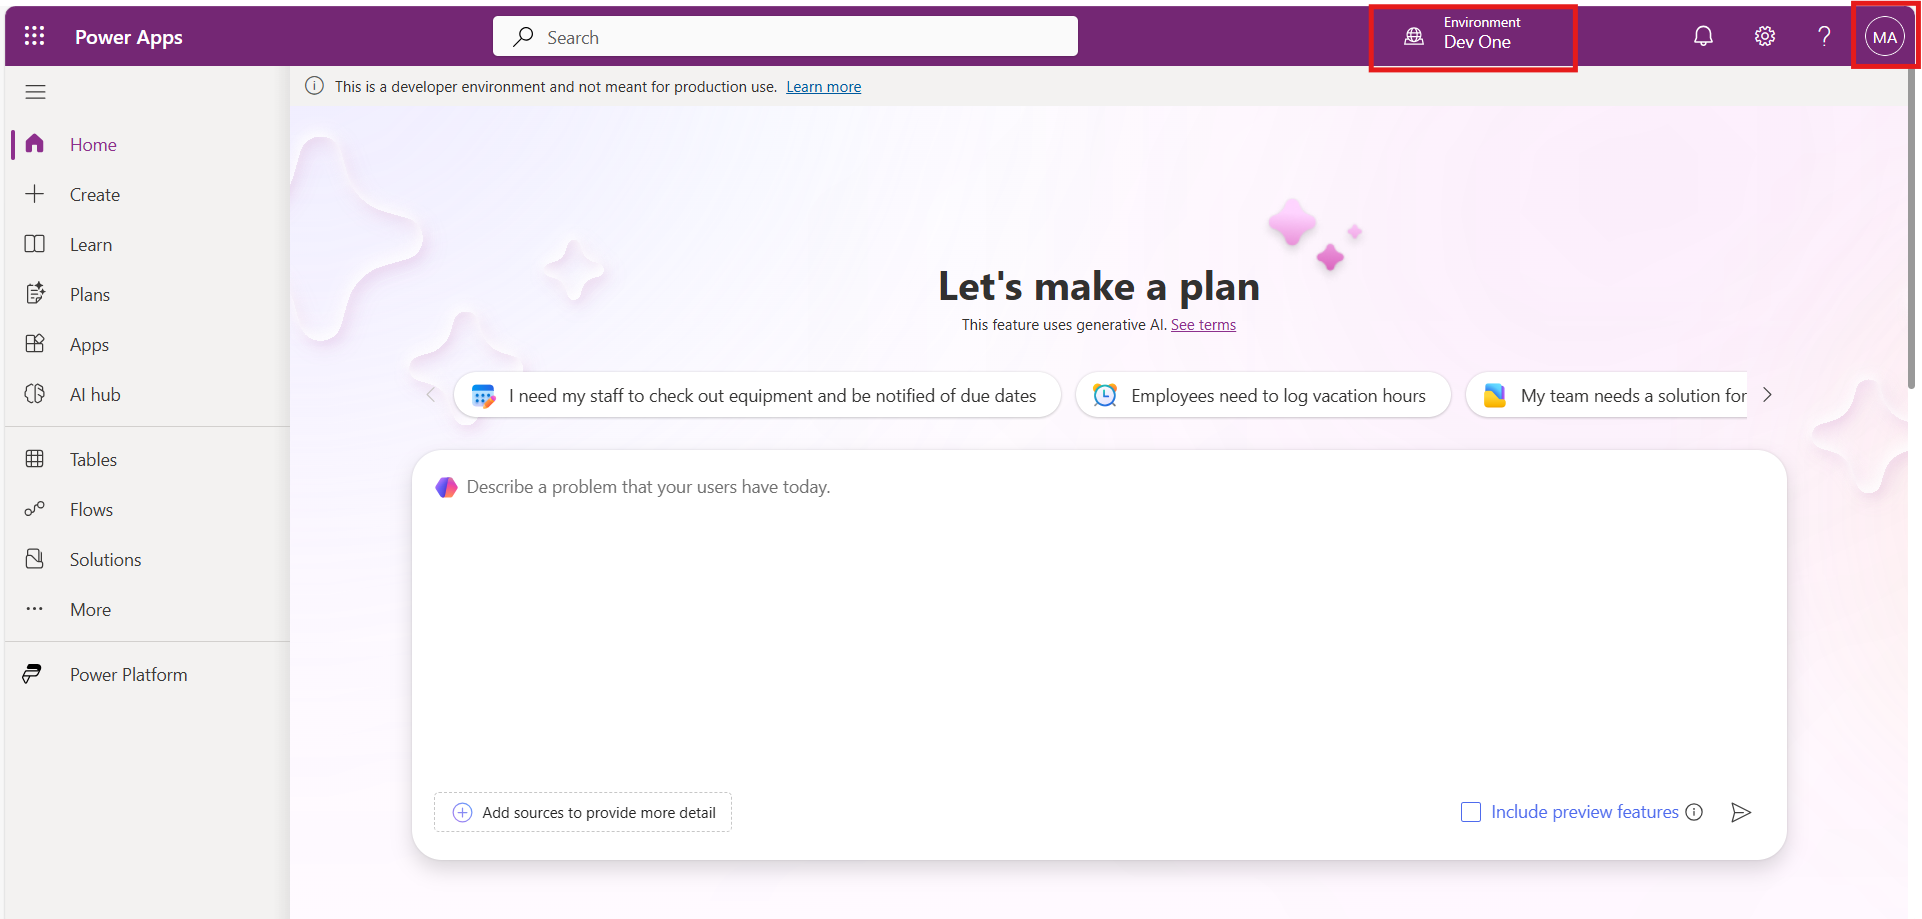 Power Apps
Search
Environment
Dev One
MA
This is a developer environment and not meant for production use. Learn more
Home
Create
Learn
Plans
Apps
AI hub
Tables
Flows
Solutions
More
Power Platform
Let's make a plan
This feature uses generative AI. See terms
I need my staff to check out equipment and be notified of due dates
Employees need to log vacation hours
My team needs a solution for
Describe a problem that your users have today.
Add sources to provide more detail
Include preview features